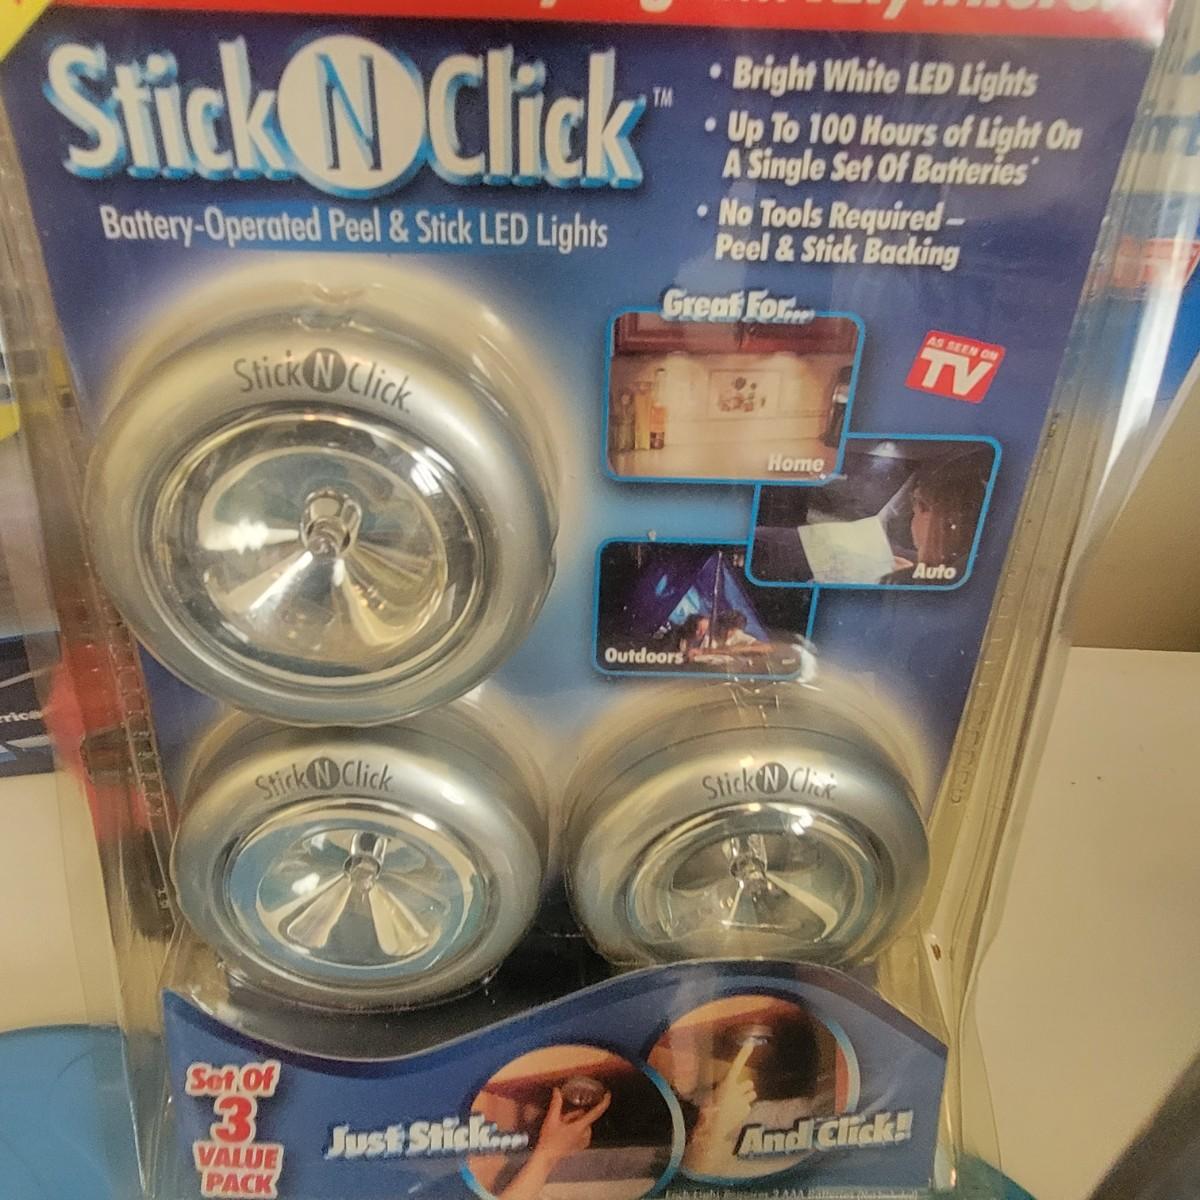 Stick N Click™
Battery-Operated Peel & Stick LED Lights
• Bright White LED Lights
• Up To 100 Hours of Light On
A Single Set Of Batteries*
• No Tools Required –
Peel & Stick Backing
Great For...
AS SEEN ON
TV
Home
Auto
Outdoors
Stick N Click
Stick N Click
Stick N Click
Set Of
3
VALUE
PACK
Just Stick....
And Click!